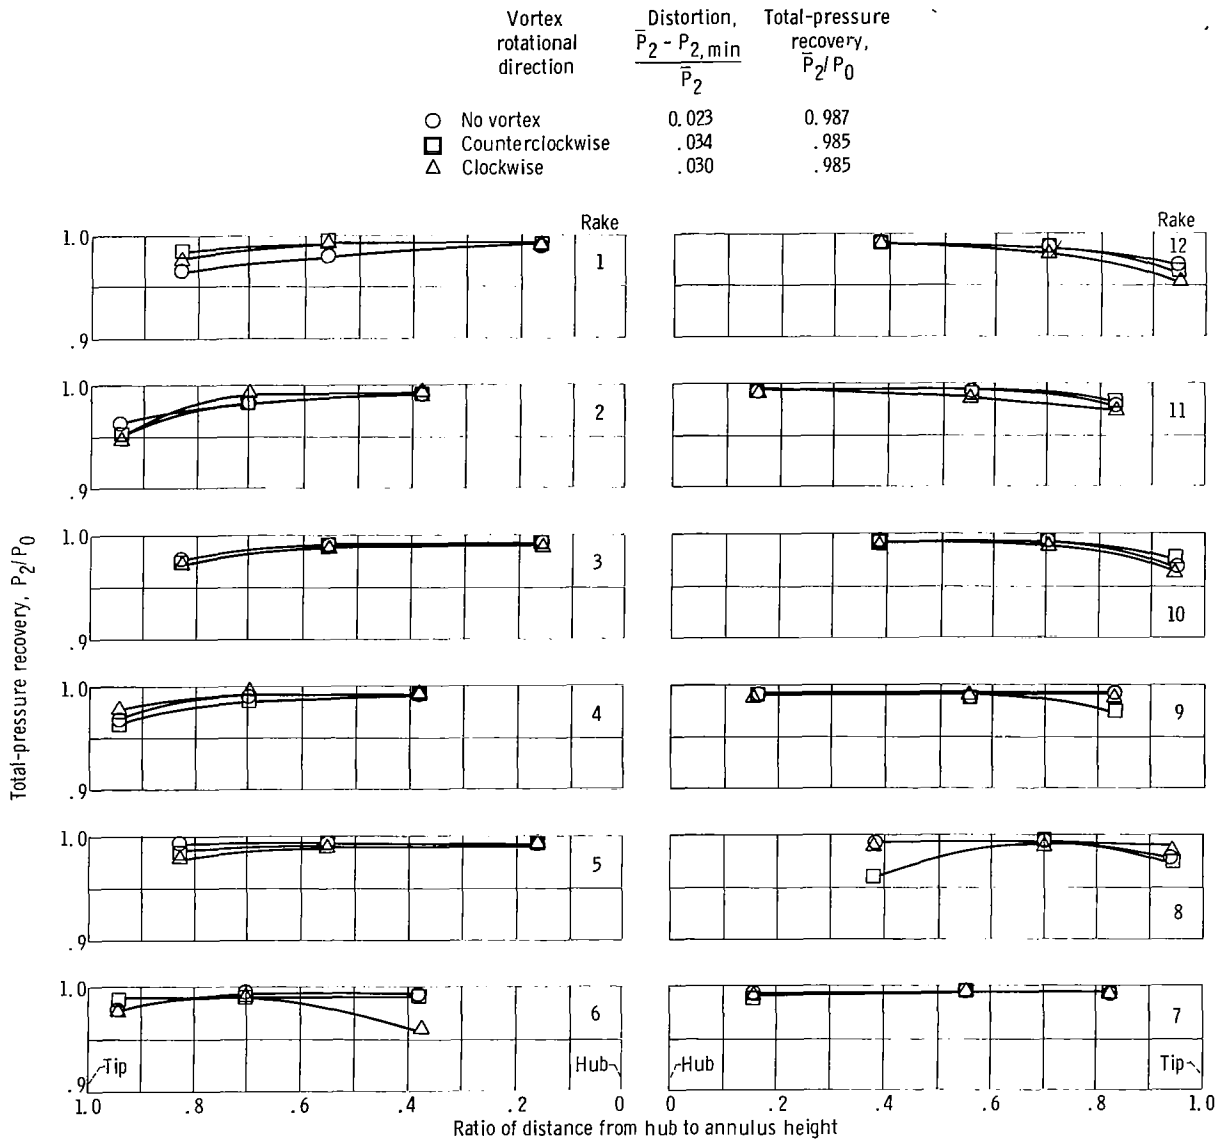 Vortex Distortion, Total-pressure
rotational P̄2 - P2, min recovery,
direction P̄2 P̄2/P0
No vortex 0.023 0.987
Counterclockwise .034 .985
Clockwise .030 .985
Rake Rake
1.0 1 12
.9
1.0 2 11
.9
1.0 3 10
.9
1.0 4 9
.9
1.0 5 8
.9
1.0 6 7
.9 Tip Hub Hub Tip
1.0 .8 .6 .4 .2 0 0 .2 .4 .6 .8 1.0
Ratio of distance from hub to annulus height
Total-pressure recovery, P2/P0